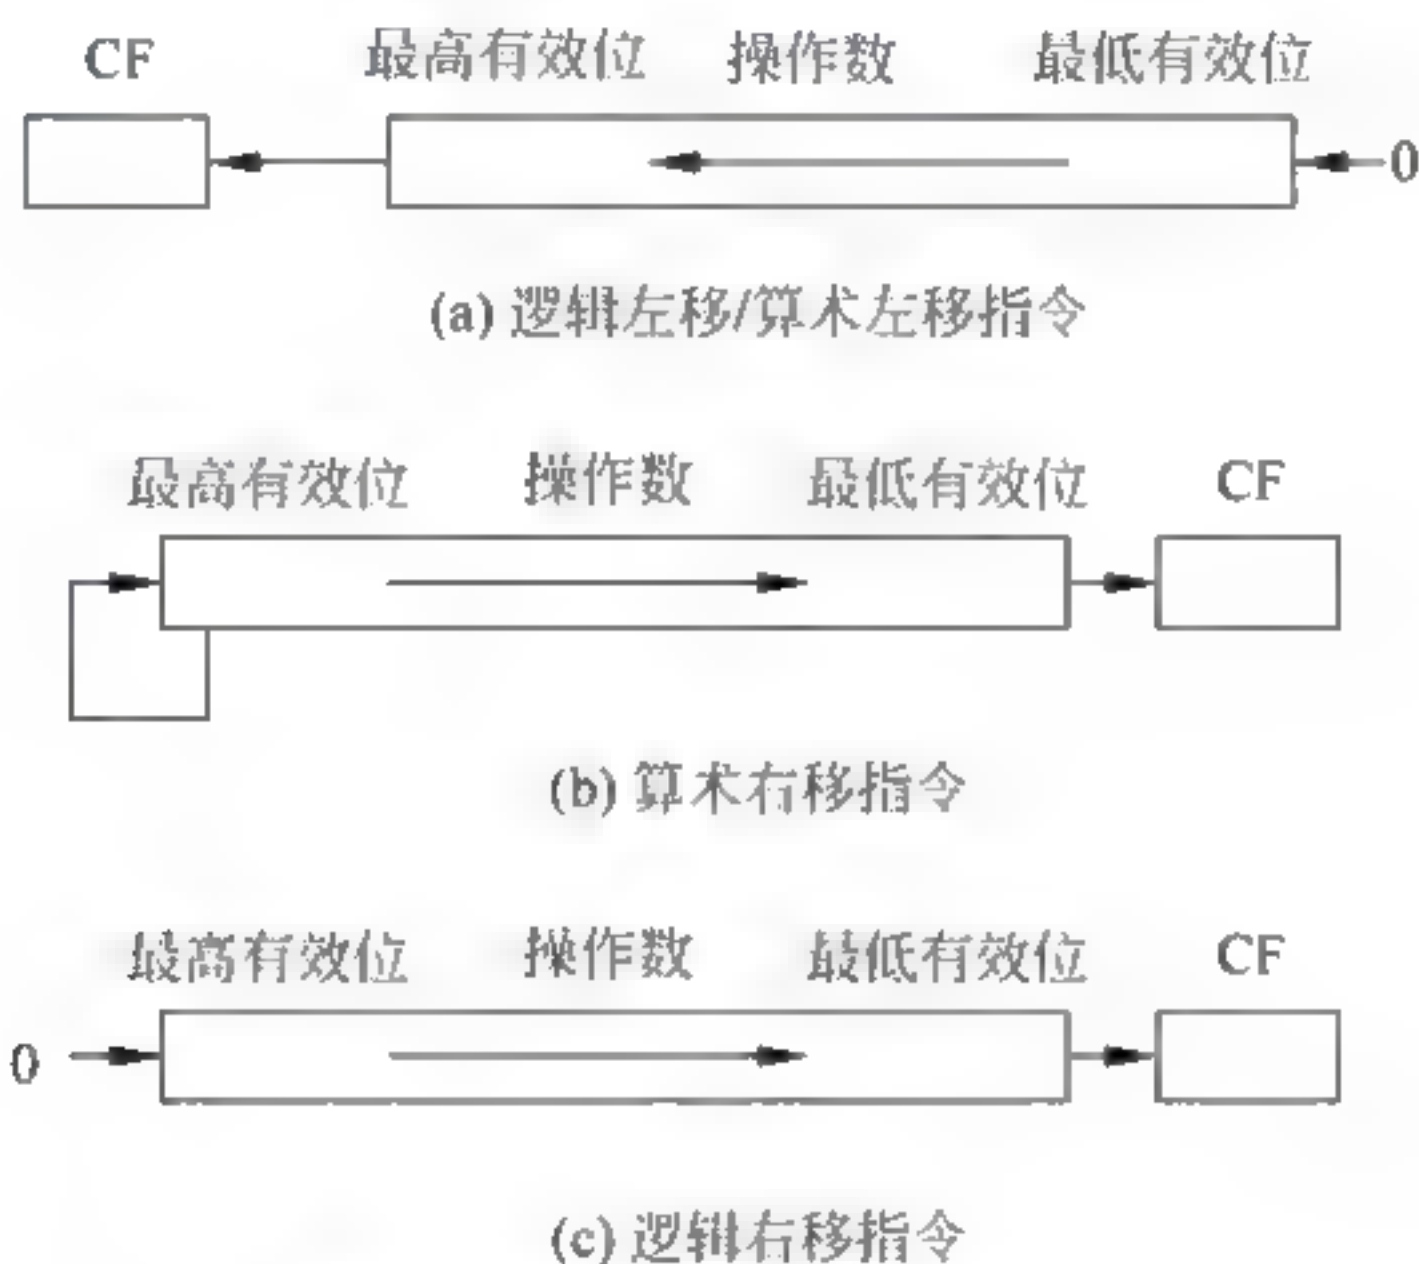 CF 最高有效位 操作数 最低有效位
0
(a) 逻辑左移/算术左移指令
最高有效位 操作数 最低有效位 CF
(b) 算术右移指令
最高有效位 操作数 最低有效位 CF
0
(c) 逻辑右移指令